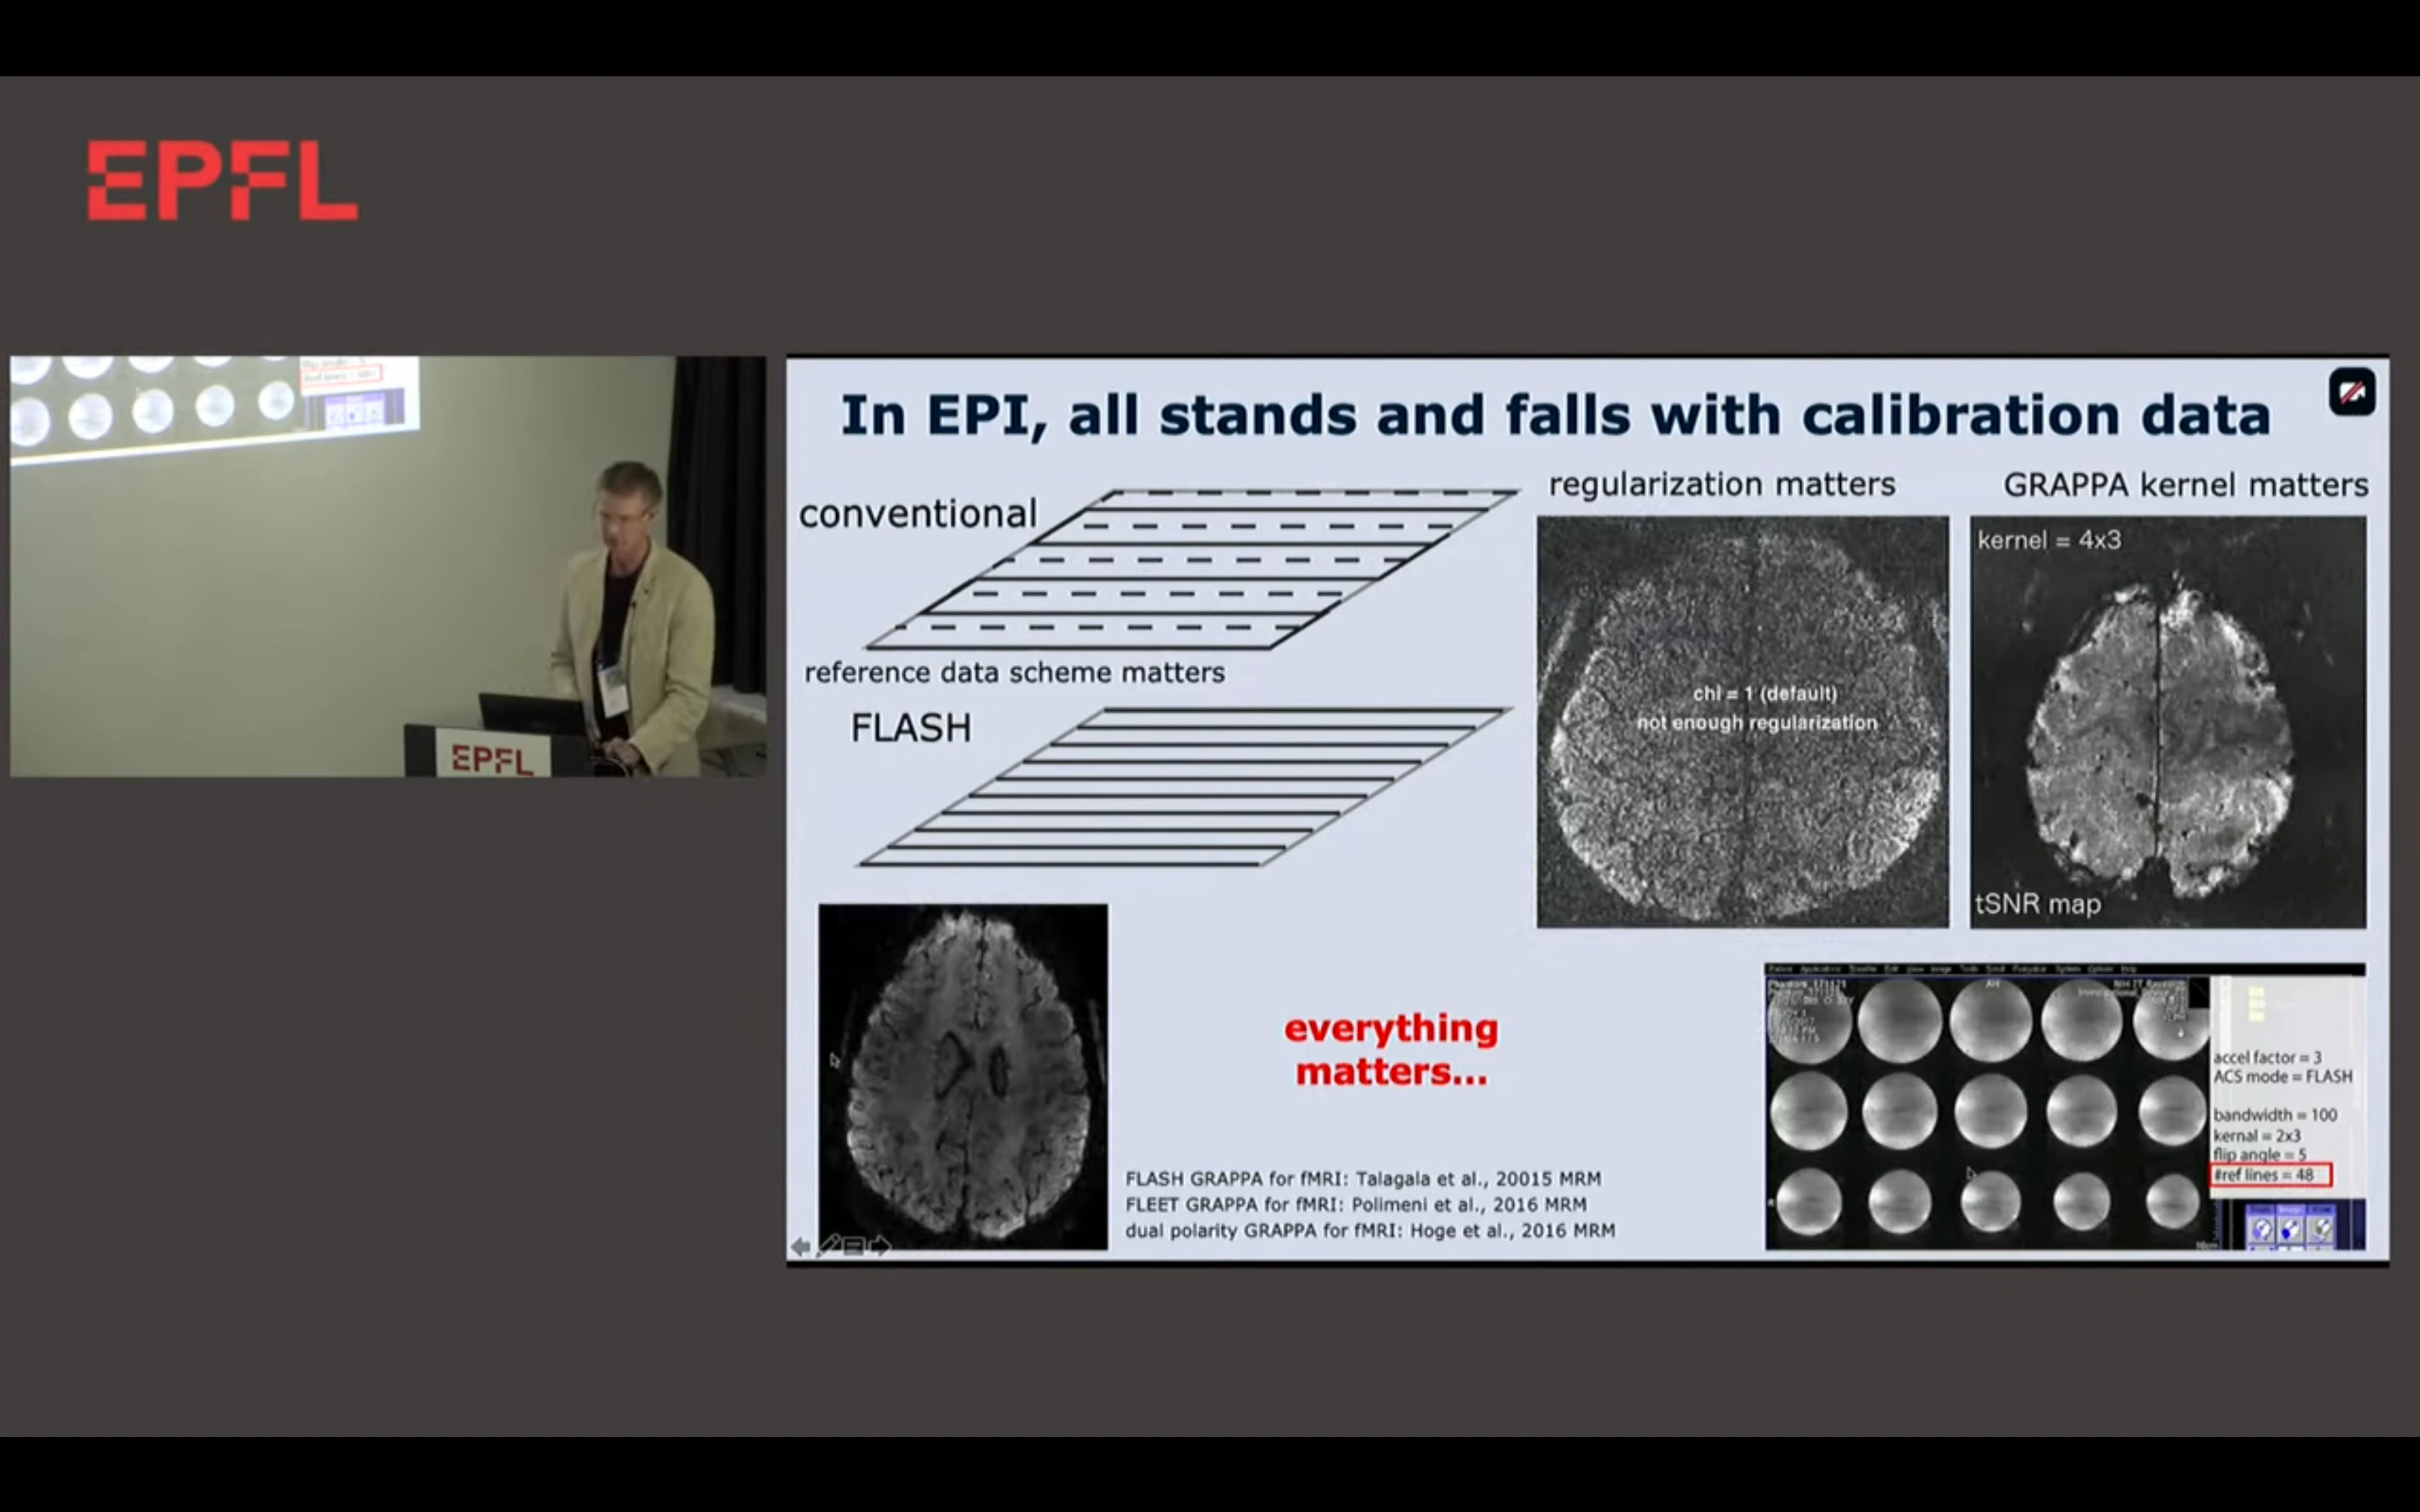 EPFL
In EPI, all stands and falls with calibration data
conventional
reference data scheme matters
FLASH
regularization matters
chi = 1 (default)
not enough regularization
GRAPPA kernel matters
kernel = 4x3
tSNR map
everything
matters...
FLASH GRAPPA for fMRI: Talagala et al., 20015 MRM
FLEET GRAPPA for fMRI: Polimeni et al., 2016 MRM
dual polarity GRAPPA for fMRI: Hoge et al., 2016 MRM
accel factor = 3
ACS mode = FLASH
bandwidth = 100
kernal = 2x3
flip angle = 5
#ref lines = 48
EPFL